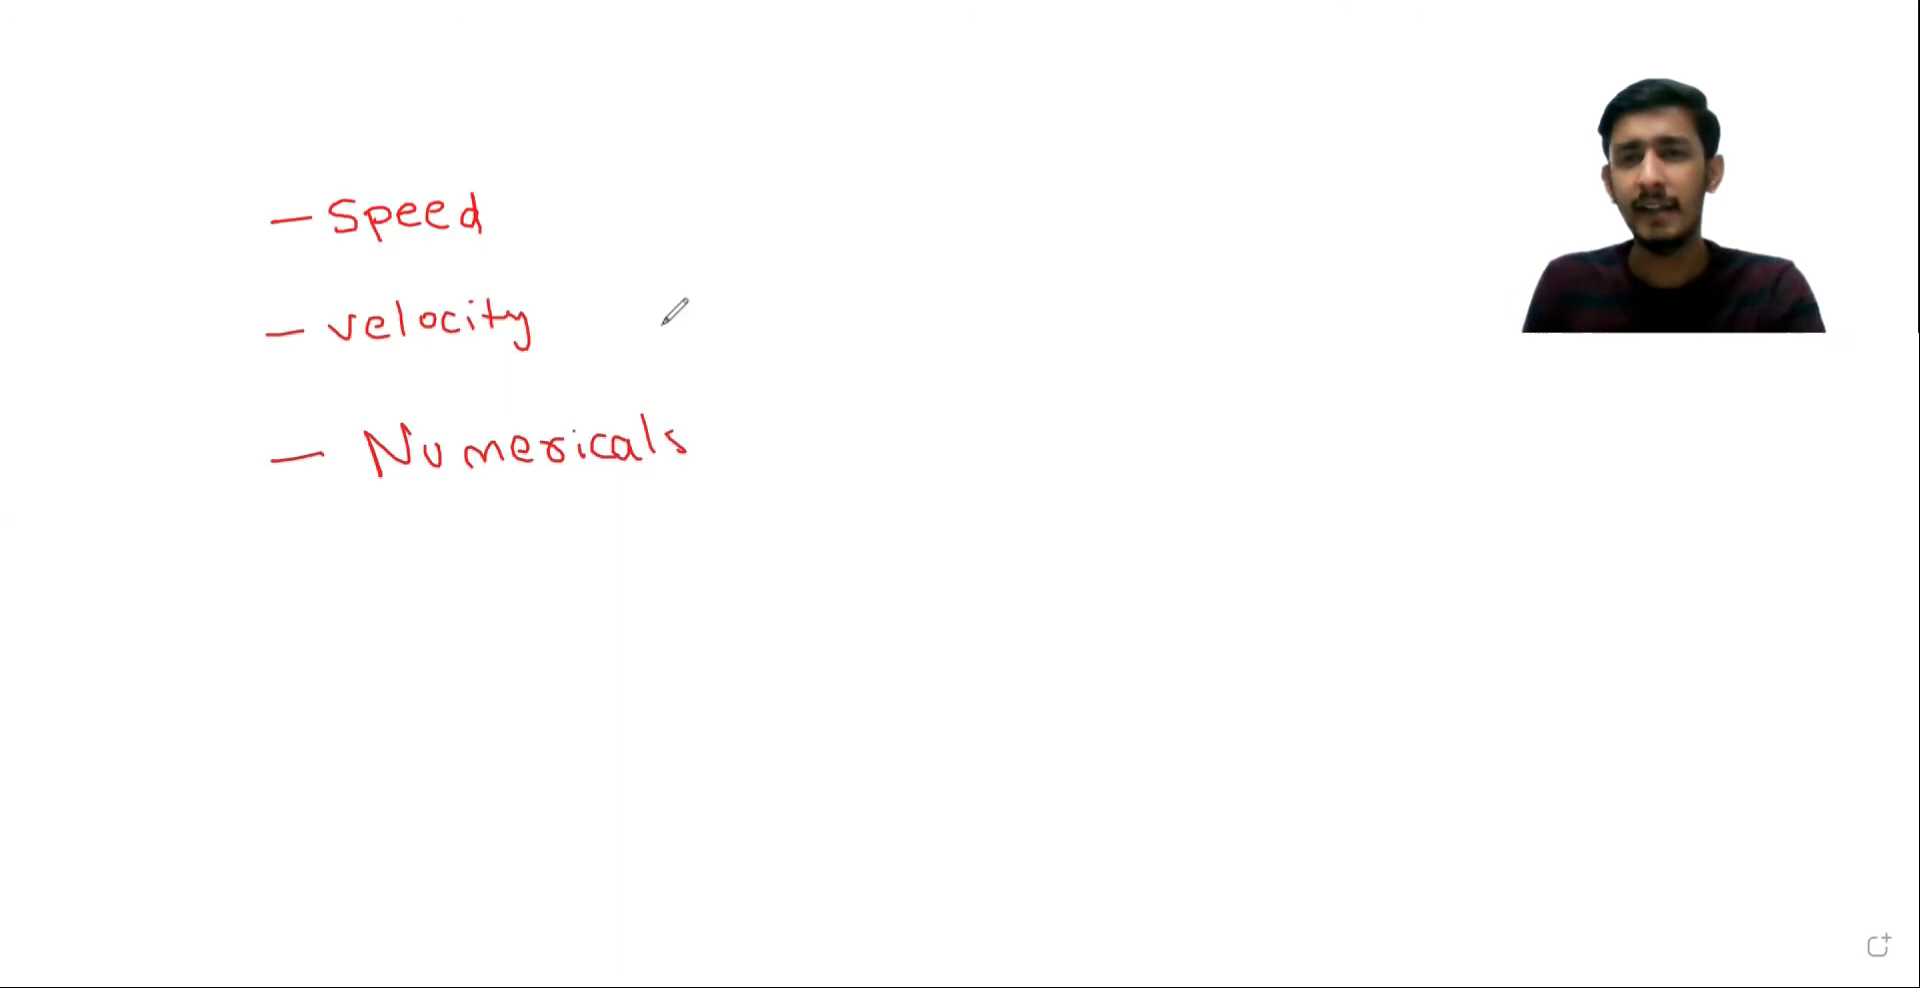 — Speed
— velocity
— Numericals